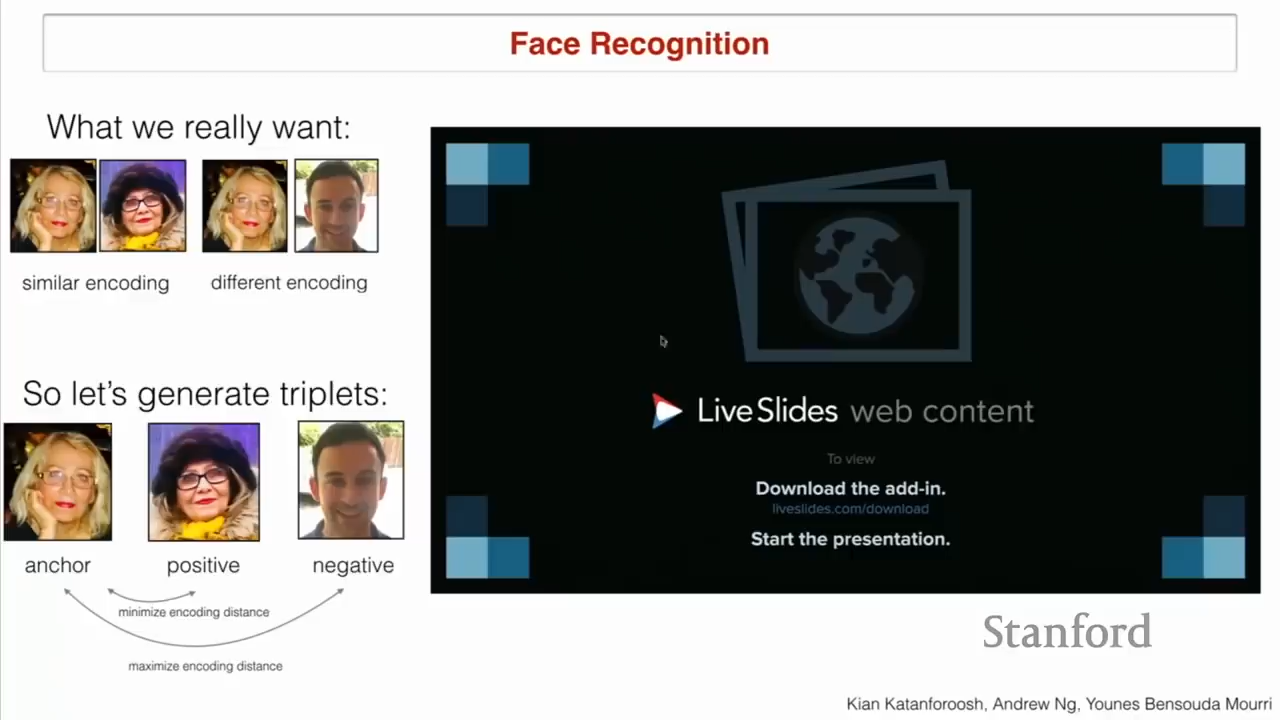 Face Recognition
What we really want:
similar encoding
different encoding
So let's generate triplets:
anchor
positive
negative
minimize encoding distance
maximize encoding distance
LiveSlides web content
To view
Download the add-in.
liveslides.com/download
Start the presentation.
Stanford
Kian Katanforoosh, Andrew Ng, Younes Bensouda Mourri